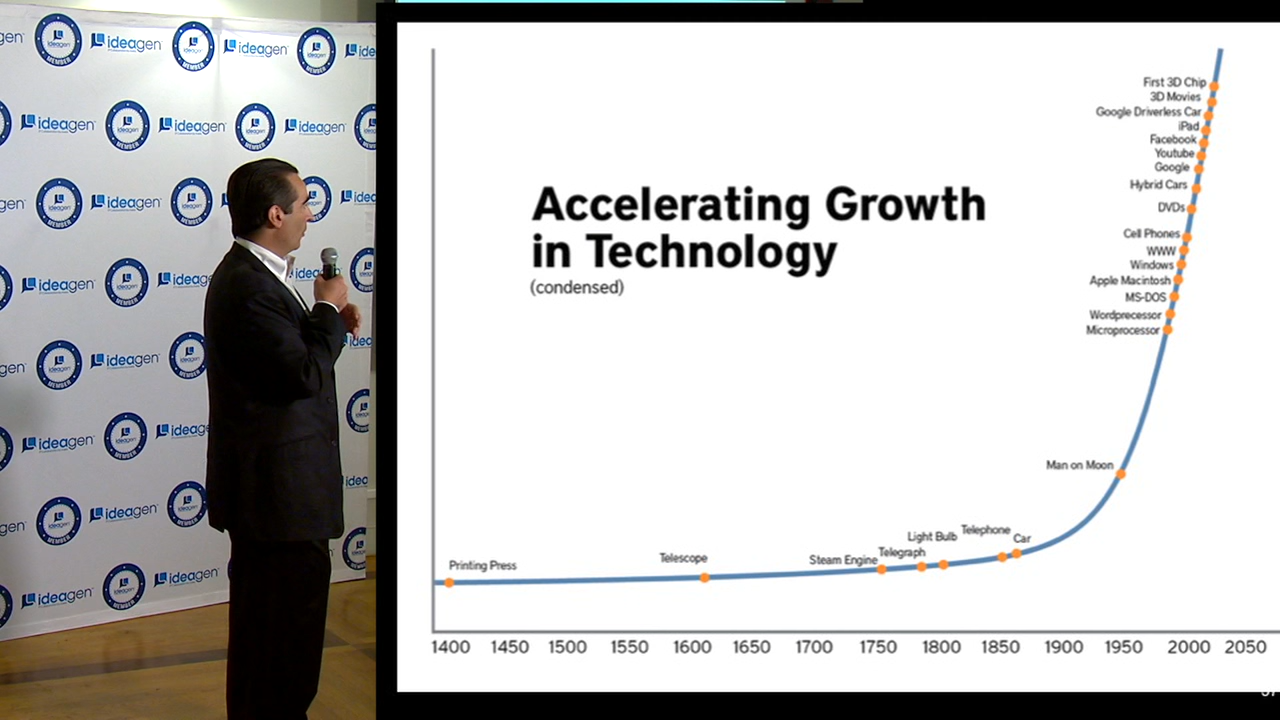 ideagen
MEMBER
Accelerating Growth
in Technology
(condensed)
First 3D Chip
3D Movies
Google Driverless Car
iPad
Facebook
Youtube
Google
Hybrid Cars
DVDs
Cell Phones
WWW
Windows
Apple Macintosh
MS-DOS
Wordprecessor
Microprocessor
Man on Moon
Light Bulb
Telephone
Car
Printing Press
Telescope
Steam Engine
Telegraph
1400 1450 1500 1550 1600 1650 1700 1750 1800 1850 1900 1950 2000 2050